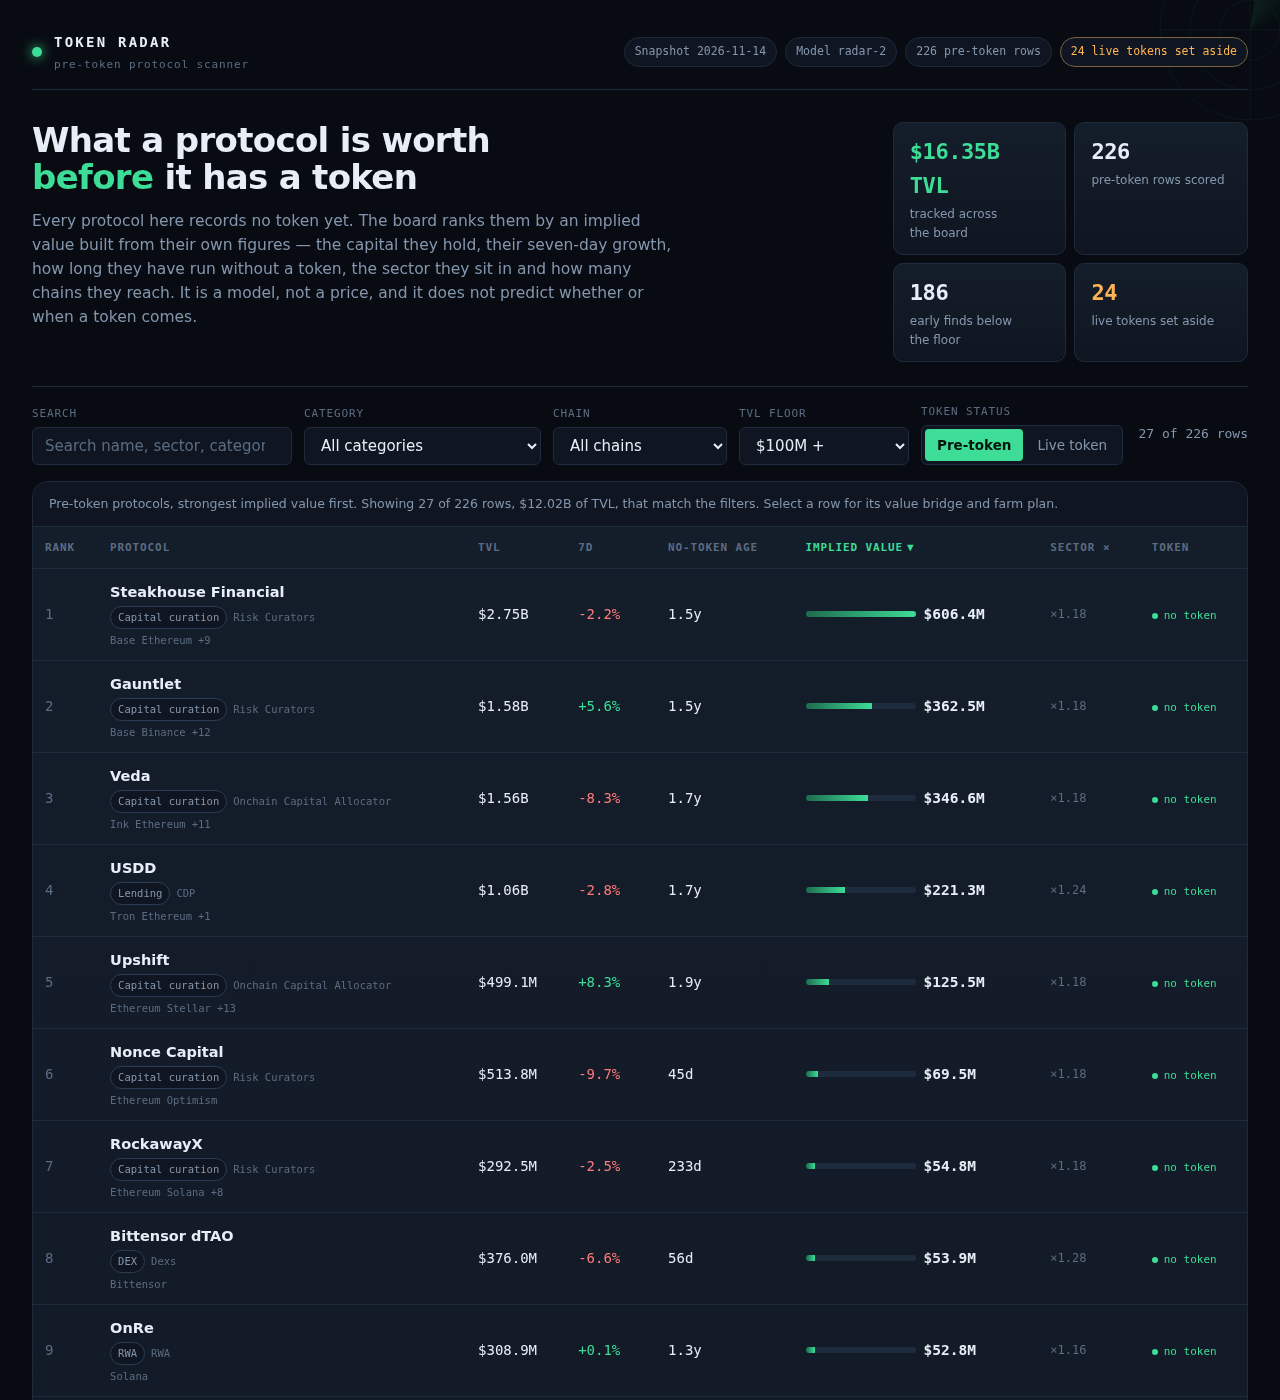 TOKEN RADAR
pre-token protocol scanner
Snapshot 2026-11-14
Model radar-2
226 pre-token rows
24 live tokens set aside
What a protocol is worth
before it has a token
Every protocol here records no token yet. The board ranks them by an implied
value built from their own figures — the capital they hold, their seven-day growth,
how long they have run without a token, the sector they sit in and how many
chains they reach. It is a model, not a price, and it does not predict whether or
when a token comes.
$16.35B
TVL
tracked across
the board
226
pre-token rows scored
186
early finds below
the floor
24
live tokens set aside
SEARCH
CATEGORY
CHAIN
TVL FLOOR
TOKEN STATUS
Search name, sector, categor
All categories
All chains
$100M +
Pre-token
Live token
27 of 226 rows
Pre-token protocols, strongest implied value first. Showing 27 of 226 rows, $12.02B of TVL, that match the filters. Select a row for its value bridge and farm plan.
RANK PROTOCOL TVL 7D NO-TOKEN AGE IMPLIED VALUE ▼ SECTOR × TOKEN
Steakhouse Financial
1 Capital curation Risk Curators $2.75B -2.2% 1.5y $606.4M ×1.18 no token
Base Ethereum +9
Gauntlet
2 Capital curation Risk Curators $1.58B +5.6% 1.5y $362.5M ×1.18 no token
Base Binance +12
Veda
3 Capital curation Onchain Capital Allocator $1.56B -8.3% 1.7y $346.6M ×1.18 no token
Ink Ethereum +11
USDD
4 Lending CDP $1.06B -2.8% 1.7y $221.3M ×1.24 no token
Tron Ethereum +1
Upshift
5 Capital curation Onchain Capital Allocator $499.1M +8.3% 1.9y $125.5M ×1.18 no token
Ethereum Stellar +13
Nonce Capital
6 Capital curation Risk Curators $513.8M -9.7% 45d $69.5M ×1.18 no token
Ethereum Optimism
RockawayX
7 Capital curation Risk Curators $292.5M -2.5% 233d $54.8M ×1.18 no token
Ethereum Solana +8
Bittensor dTAO
8 DEX Dexs $376.0M -6.6% 56d $53.9M ×1.28 no token
Bittensor
OnRe
9 RWA RWA $308.9M +0.1% 1.3y $52.8M ×1.16 no token
Solana